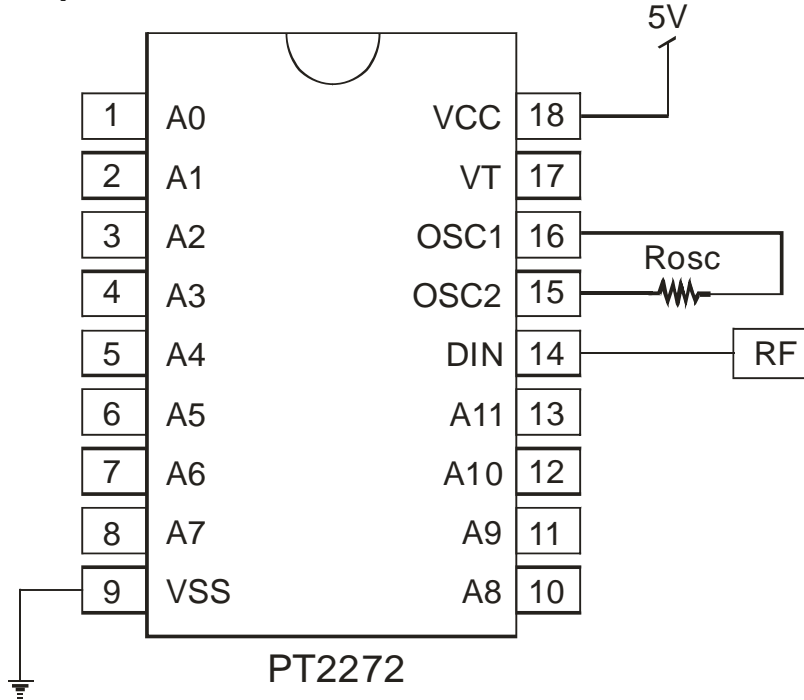 5V
1 A0 VCC 18
2 A1 VT 17
3 A2 OSC1 16
Rosc
4 A3 OSC2 15
5 A4 DIN 14 RF
6 A5 A11 13
7 A6 A10 12
8 A7 A9 11
9 VSS A8 10
PT2272